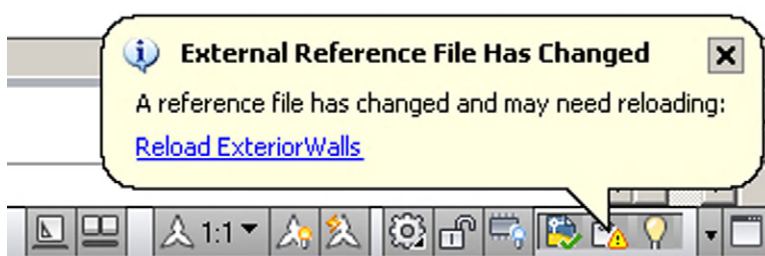 External Reference File Has Changed
A reference file has changed and may need reloading:
Reload ExteriorWalls
1:1